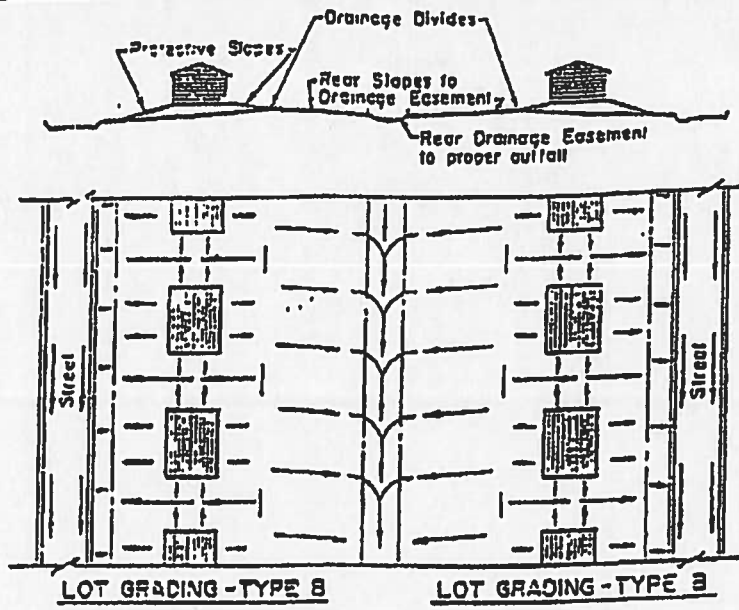 Drainage Divides
Protective Slopes
Rear Slopes to
Drainage Easement
Rear Drainage Easement
to proper outfall
Street
Street
LOT GRADING - TYPE B
LOT GRADING - TYPE B